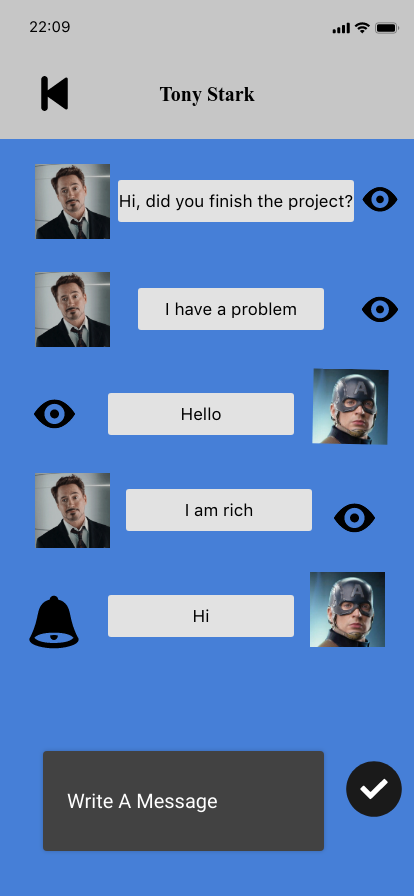 22:09
Tony Stark
Hi, did you finish the project?
I have a problem
Hello
I am rich
Hi
Write A Message